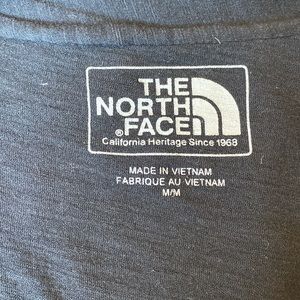 THE
NORTH
®FACE
California Heritage Since 1968
MADE IN VIETNAM
FABRIQUE AU VIETNAM
M/M